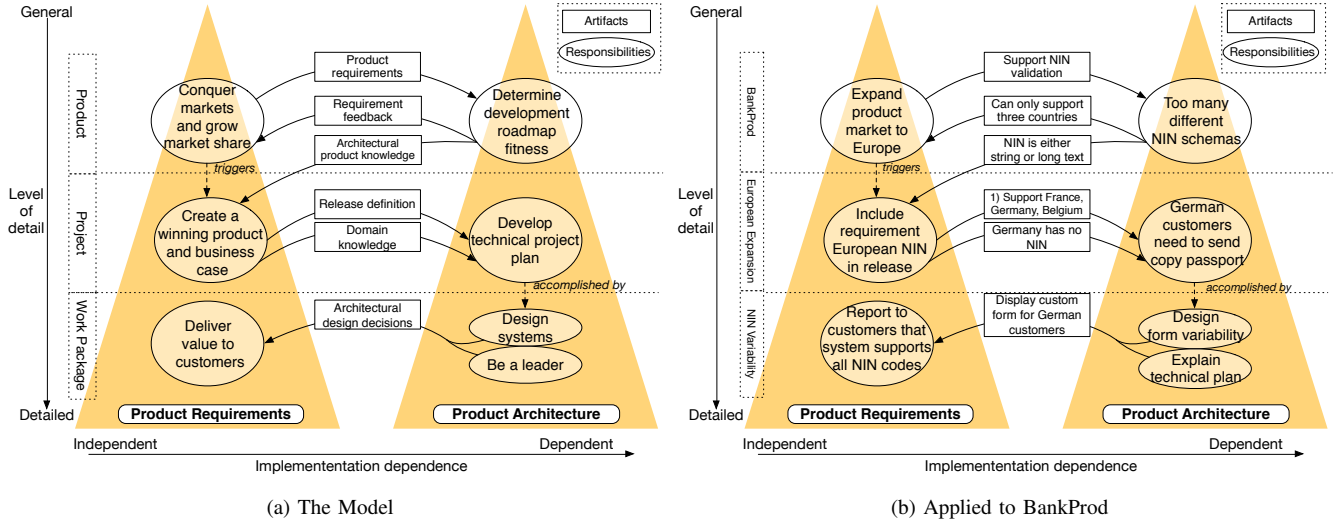 General
Artifacts
Responsibilities
Product
requirements
Conquer
markets
and grow
market share
Requirement
feedback
Determine
development
roadmap
fitness
Architectural
product knowledge
triggers
Product
Level
of
detail
Project
Create a
winning product
and business
case
Release definition
Domain
knowledge
Develop
technical project
plan
accomplished by
Work Package
Deliver
value to
customers
Architectural
design decisions
Design
systems
Be a leader
Detailed
Product Requirements
Product Architecture
Independent
Dependent
Implemententation dependence
(a) The Model
General
Artifacts
Responsibilities
Support NIN
validation
Expand
product
market to
Europe
Can only support
three countries
Too many
different
NIN schemas
NIN is either
string or long text
triggers
BankProd
Level
of
detail
European Expansion
Include
requirement
European NIN
in release
1) Support France,
Germany, Belgium
Germany has no
NIN
German
customers
need to send
copy passport
accomplished by
NIN Variability
Report to
customers that
system supports
all NIN codes
Display custom
form for German
customers
Design
form variability
Explain
technical plan
Detailed
Product Requirements
Product Architecture
Independent
Dependent
Implemententation dependence
(b) Applied to BankProd